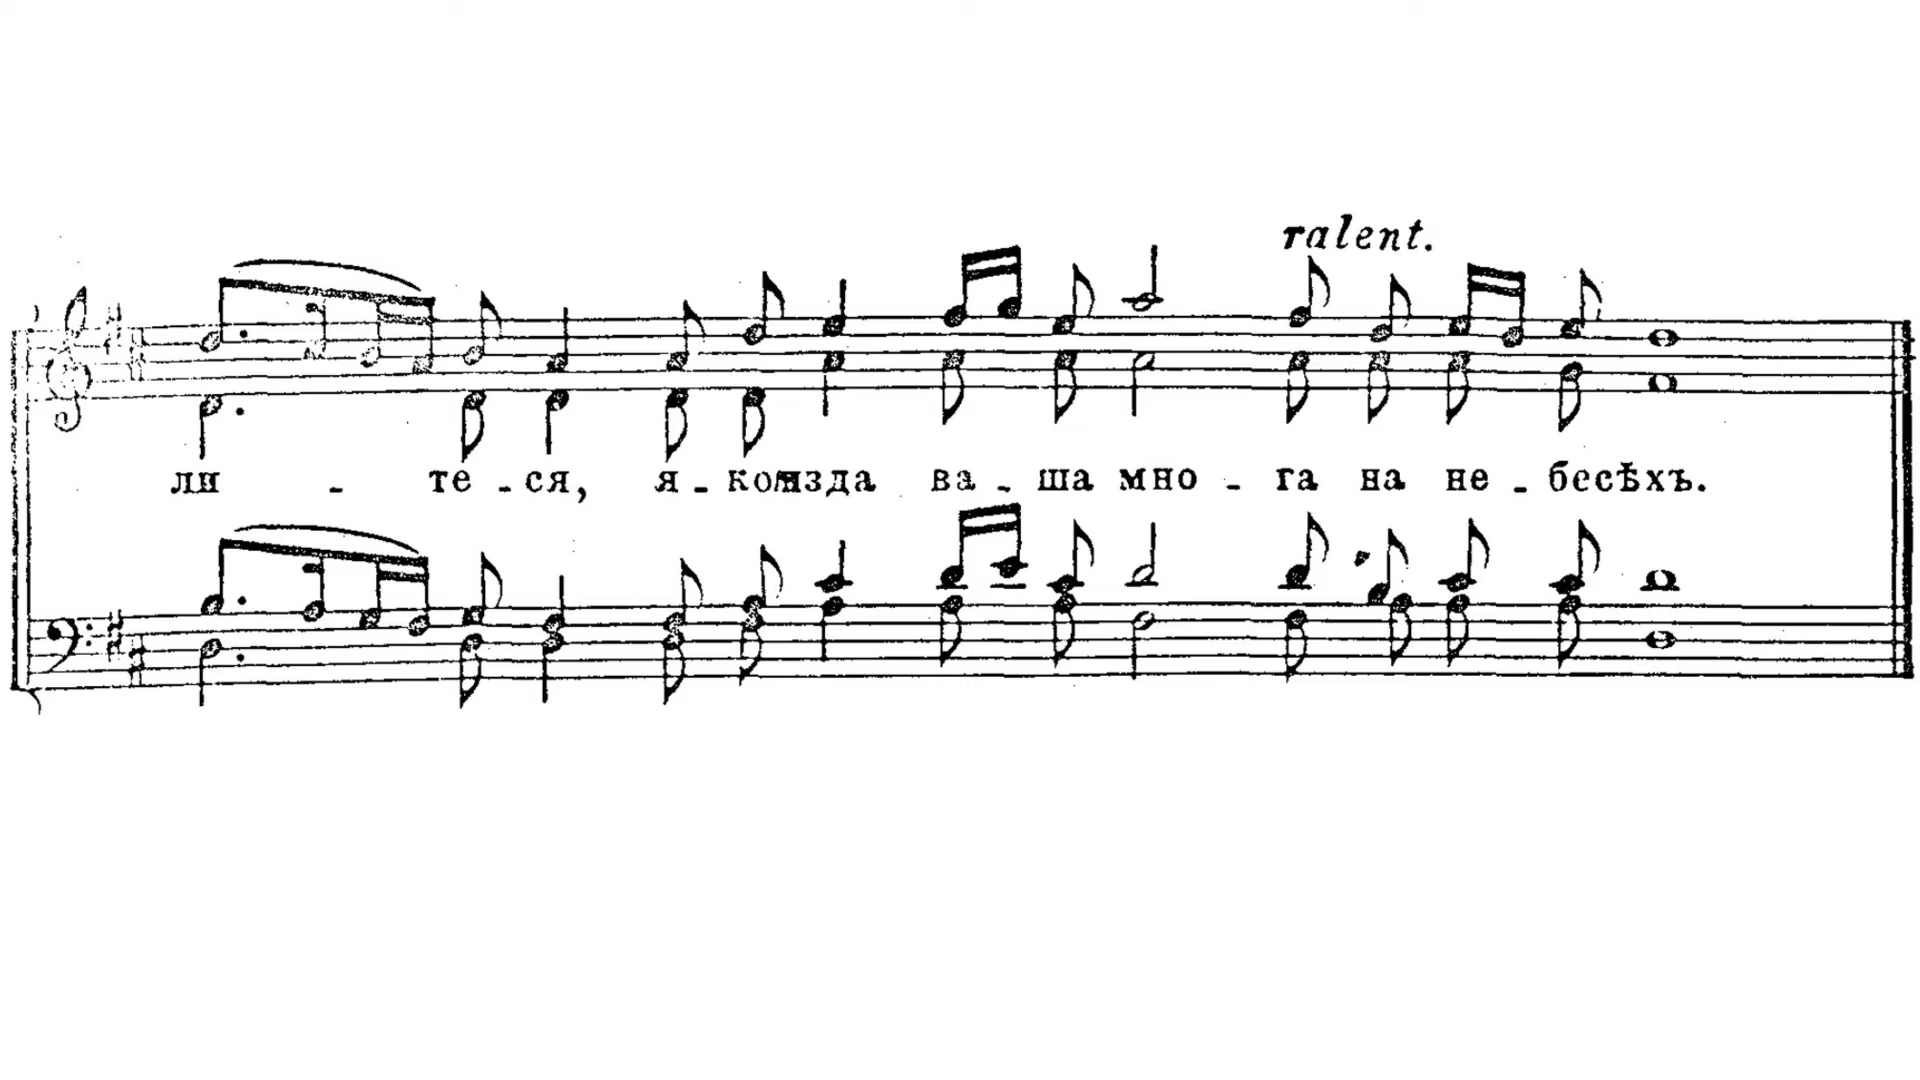 ralent.
ли - те - ся, я - ко мзда ва - ша мно - га на не - бесѣхъ.